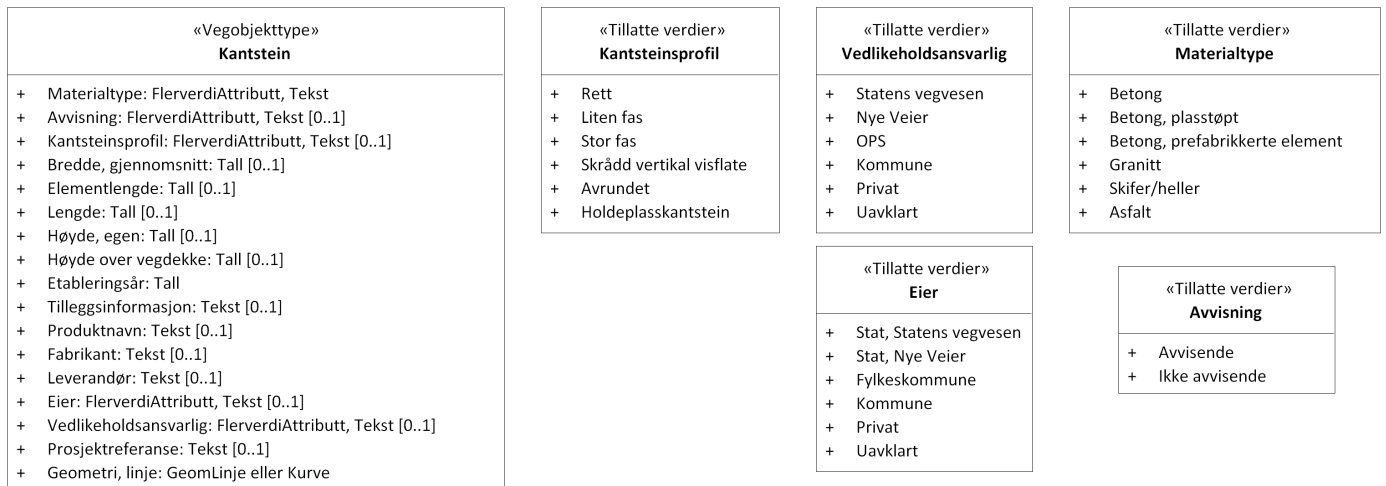 «Vegobjekttype»
Kantstein
+ Materialtype: FlerverdiAttributt, Tekst
+ Avvisning: FlerverdiAttributt, Tekst [0..1]
+ Kantsteinsprofil: FlerverdiAttributt, Tekst [0..1]
+ Bredde, gjennomsnitt: Tall [0..1]
+ Elementlengde: Tall [0..1]
+ Lengde: Tall [0..1]
+ Høyde, egen: Tall [0..1]
+ Høyde over vegdekke: Tall [0..1]
+ Etableringsår: Tall
+ Tilleggsinformasjon: Tekst [0..1]
+ Produktnavn: Tekst [0..1]
+ Fabrikant: Tekst [0..1]
+ Leverandør: Tekst [0..1]
+ Eier: FlerverdiAttributt, Tekst [0..1]
+ Vedlikeholdsansvarlig: FlerverdiAttributt, Tekst [0..1]
+ Prosjektreferanse: Tekst [0..1]
+ Geometri, linje: GeomLinje eller Kurve
«Tillatte verdier»
Kantsteinsprofil
+ Rett
+ Liten fas
+ Stor fas
+ Skrådd vertikal visflate
+ Avrundet
+ Holdeplasskantstein
«Tillatte verdier»
Vedlikeholdsansvarlig
+ Statens vegvesen
+ Nye Veier
+ OPS
+ Kommune
+ Privat
+ Uavklart
«Tillatte verdier»
Eier
+ Stat, Statens vegvesen
+ Stat, Nye Veier
+ Fylkeskommune
+ Kommune
+ Privat
+ Uavklart
«Tillatte verdier»
Materialtype
+ Betong
+ Betong, plasstøpt
+ Betong, prefabrikkerte element
+ Granitt
+ Skifer/heller
+ Asfalt
«Tillatte verdier»
Avvisning
+ Avvisende
+ Ikke avvisende